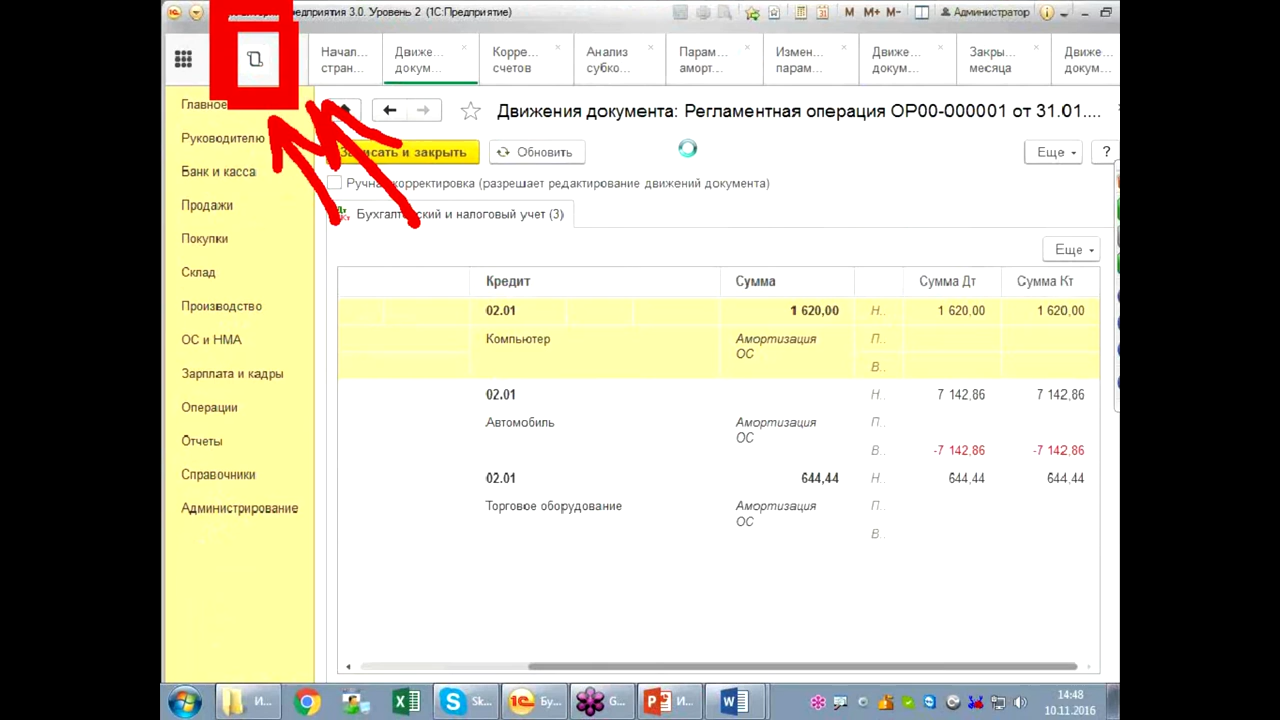 редприятия 3.0. Уровень 2 (1С:Предприятие)
M M+ M- Администратор
Начал... стран...
Движе... докум...
Корре... счетов
Анализ субко...
Парам... аморт...
Измен... парам...
Движе... докум...
Закры... месяца
Движе... докум...
Главное
Руководителю
Банк и касса
Продажи
Покупки
Склад
Производство
ОС и НМА
Зарплата и кадры
Операции
Отчеты
Справочники
Администрирование
Движения документа: Регламентная операция ОР00-000001 от 31.01....
Записать и закрыть Обновить Еще ?
Ручная корректировка (разрешает редактирование движений документа)
Дт Кт Бухгалтерский и налоговый учет (3)
Еще
Кредит Сумма Сумма Дт Сумма Кт
02.01 1 620,00 Н.. 1 620,00 1 620,00
Компьютер Амортизация ОС П..
В..
02.01 Н.. 7 142,86 7 142,86
Автомобиль Амортизация ОС П..
В.. -7 142,86 -7 142,86
02.01 644,44 Н.. 644,44 644,44
Торговое оборудование Амортизация ОС П..
В..
И... Sk... Бу... G... И...
14:48
10.11.2016